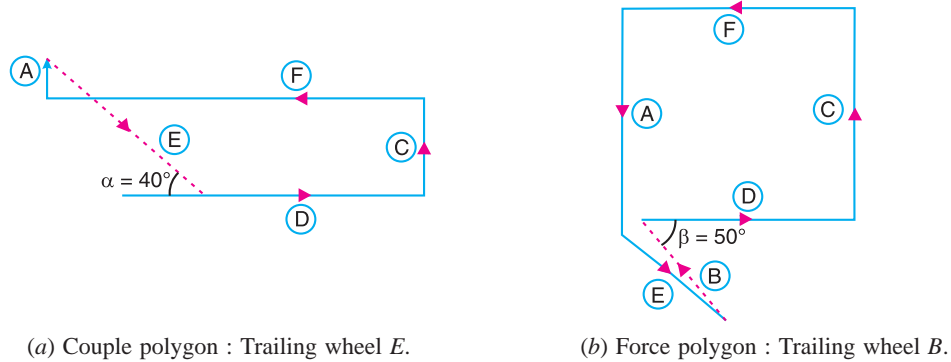 A
F
E
C
α = 40°
D
(a) Couple polygon : Trailing wheel E.
F
A
C
D
β = 50°
B
E
(b) Force polygon : Trailing wheel B.